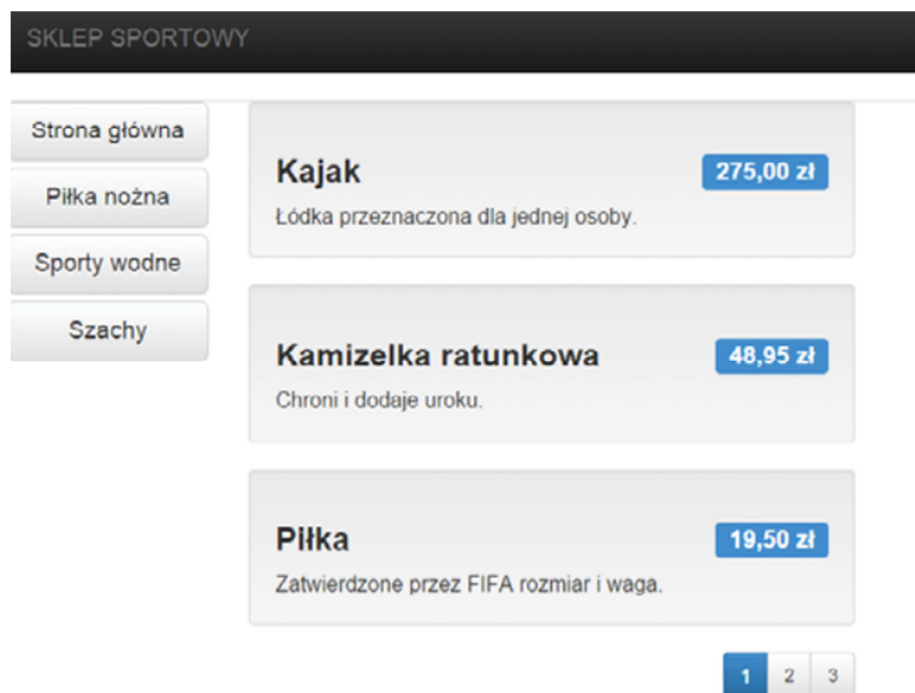 SKLEP SPORTOWY
Strona główna
Piłka nożna
Sporty wodne
Szachy
Kajak 275,00 zł
Łódka przeznaczona dla jednej osoby.
Kamizelka ratunkowa 48,95 zł
Chroni i dodaje uroku.
Piłka 19,50 zł
Zatwierdzone przez FIFA rozmiar i waga.
1 2 3